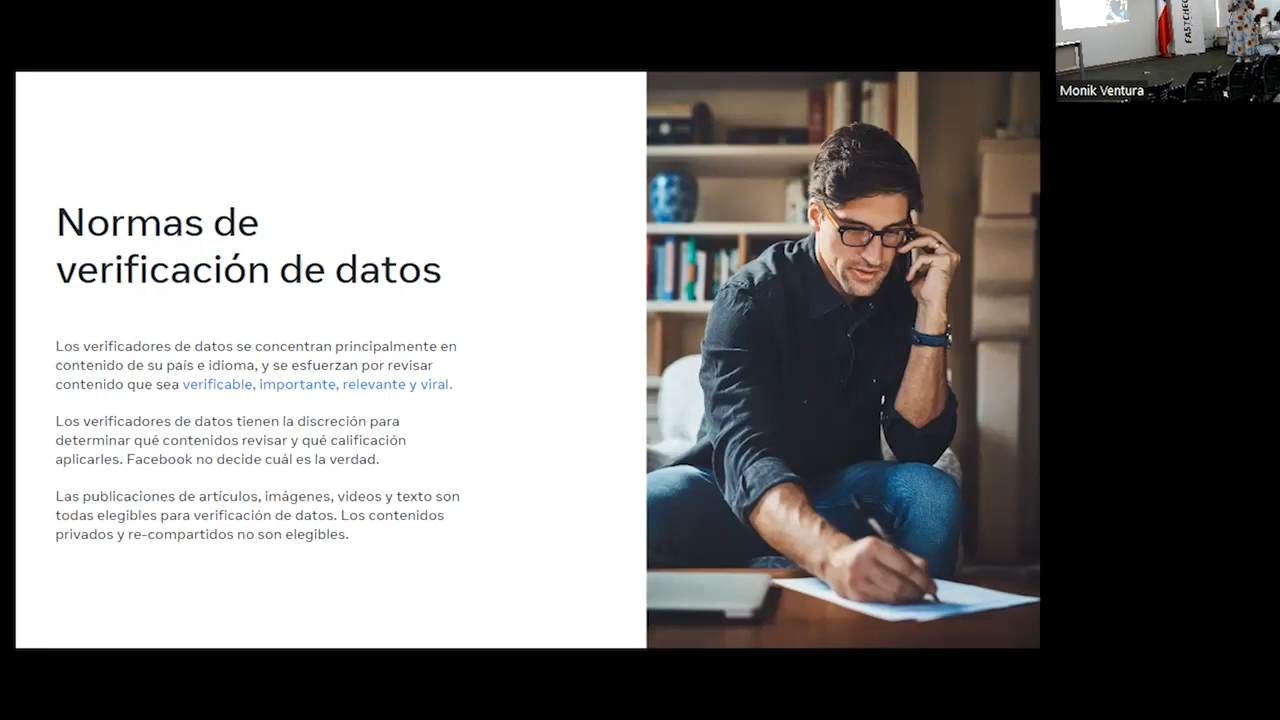 Normas de
verificación de datos
Los verificadores de datos se concentran principalmente en
contenido de su país e idioma, y se esfuerzan por revisar
contenido que sea verificable, importante, relevante y viral.
Los verificadores de datos tienen la discreción para
determinar qué contenidos revisar y qué calificación
aplicarles. Facebook no decide cuál es la verdad.
Las publicaciones de artículos, imágenes, videos y texto son
todas elegibles para verificación de datos. Los contenidos
privados y re-compartidos no son elegibles.
FASTCHEC
Monik Ventura